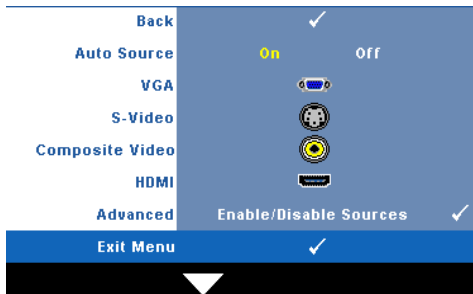 Back
Auto Source On Off
VGA
S-Video
Composite Video
HDMI
Advanced Enable/Disable Sources
Exit Menu